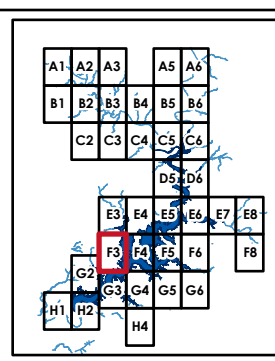 A1 A2 A3 A5 A6
B1 B2 B3 B4 B5 B6
C2 C3 C4 C5 C6
D5 D6
E3 E4 E5 E6 E7 E8
F3 F4 F5 F6 F8
G2
G3 G4 G5 G6
H1 H2
H4